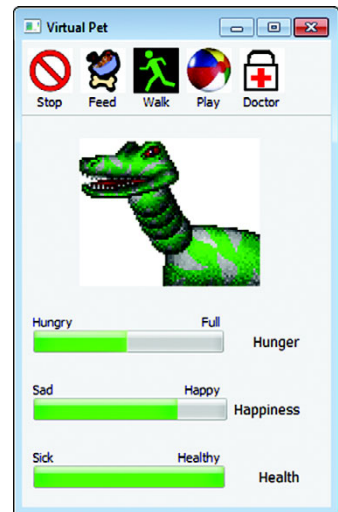 Virtual Pet
Stop Feed Walk Play Doctor
Hungry Full
Hunger
Sad Happy
Happiness
Sick Healthy
Health